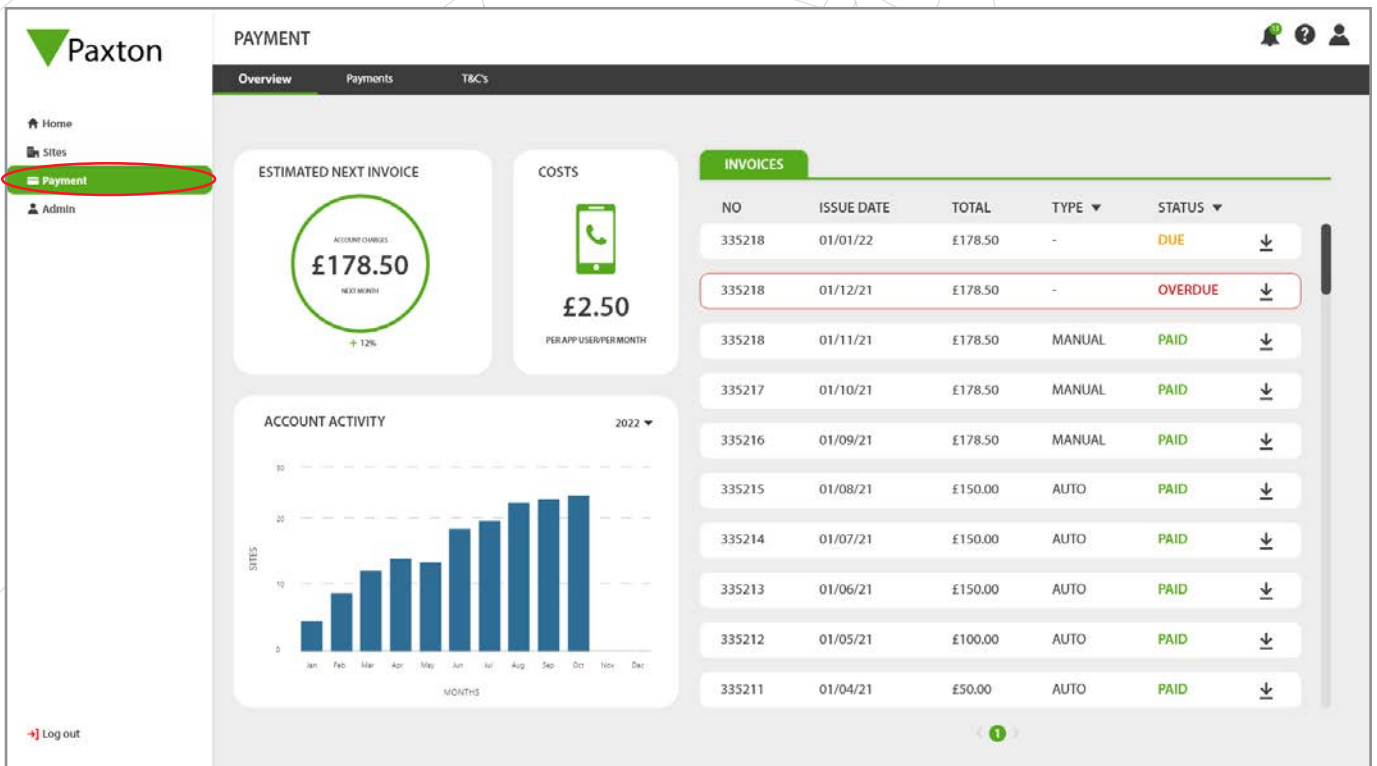 Paxton
PAYMENT
Overview Payments T&C's
Home
Sites
Payment
Admin
Log out
ESTIMATED NEXT INVOICE
ACCOUNT CHARGES
£178.50
NEXT MONTH
+ 12%
COSTS
£2.50
PER APP USER/PER MONTH
ACCOUNT ACTIVITY
2022
30
20
10
0
SITES
Jan Feb Mar Apr May Jun Jul Aug Sep Oct Nov Dec
MONTHS
INVOICES
NO ISSUE DATE TOTAL TYPE STATUS
335218 01/01/22 £178.50 - DUE
335218 01/12/21 £178.50 - OVERDUE
335218 01/11/21 £178.50 MANUAL PAID
335217 01/10/21 £178.50 MANUAL PAID
335216 01/09/21 £178.50 MANUAL PAID
335215 01/08/21 £150.00 AUTO PAID
335214 01/07/21 £150.00 AUTO PAID
335213 01/06/21 £150.00 AUTO PAID
335212 01/05/21 £100.00 AUTO PAID
335211 01/04/21 £50.00 AUTO PAID
1